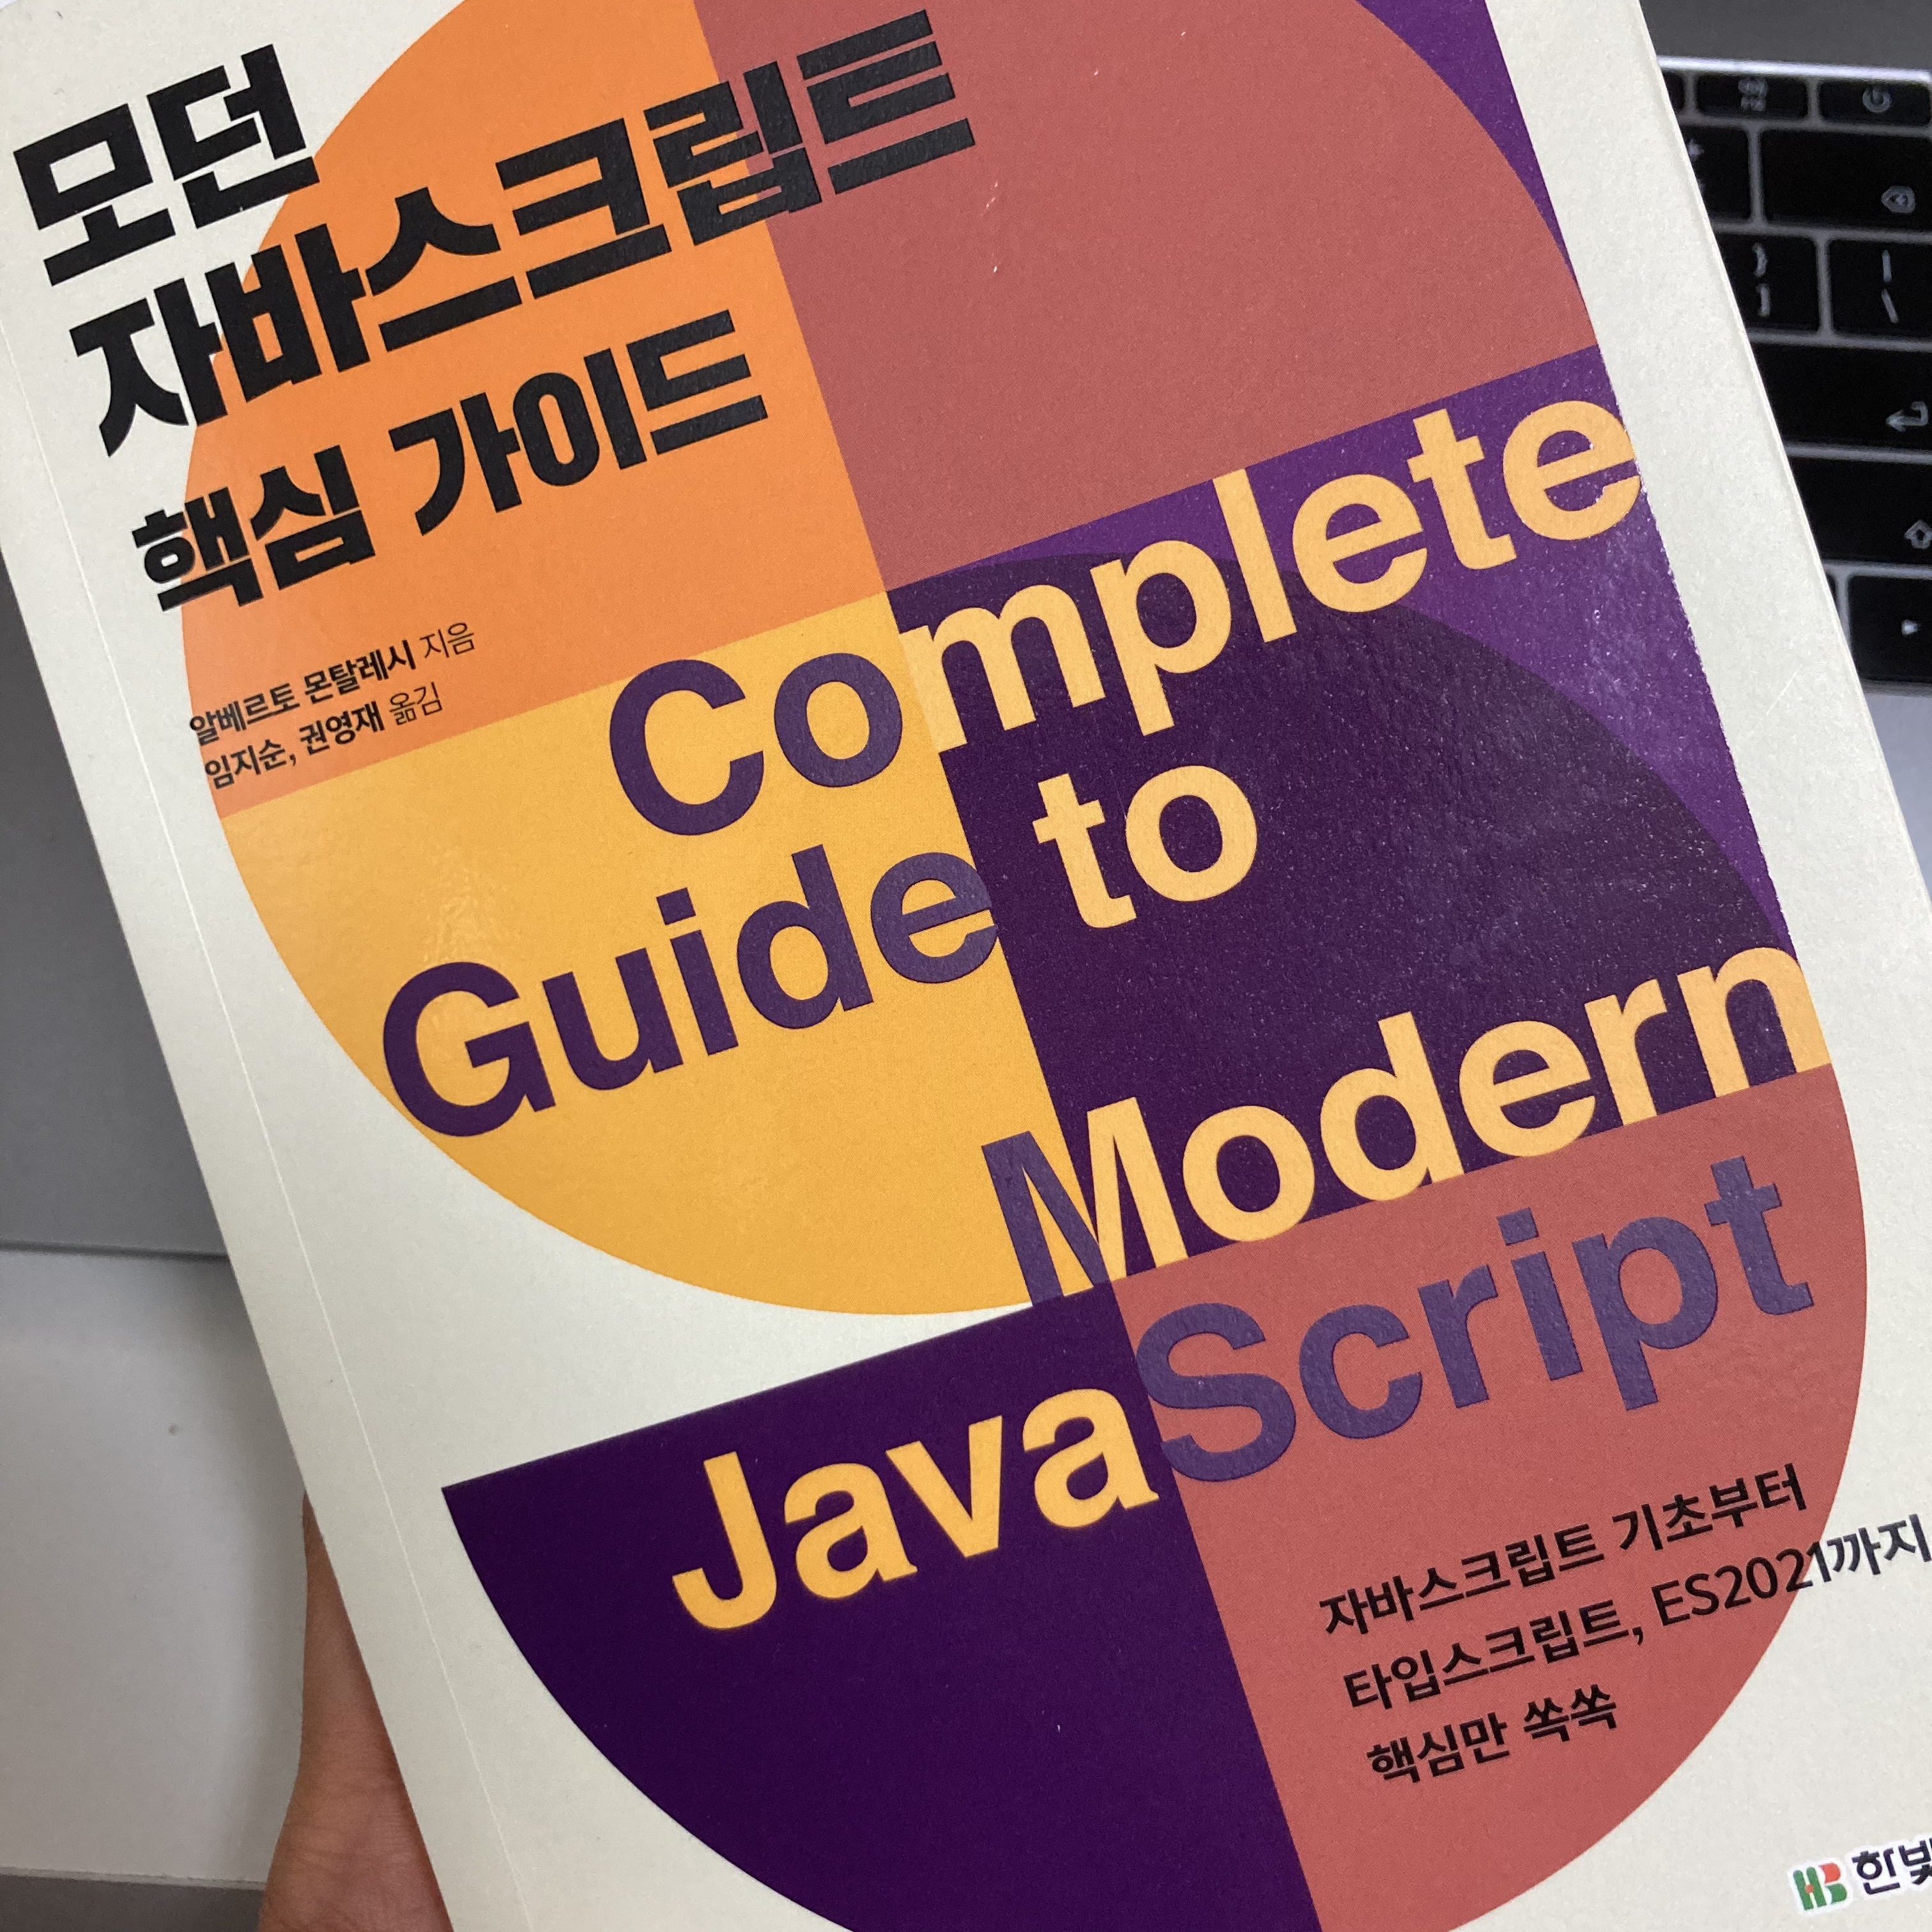 모던
자바스크립트
핵심 가이드
알베르토 몬탈레시 지음
임지순, 권영재 옮김
Complete
Guide to
Modern
JavaScript
자바스크립트 기초부터
타입스크립트, ES2021까지
핵심만 쏙쏙
HB 한빛